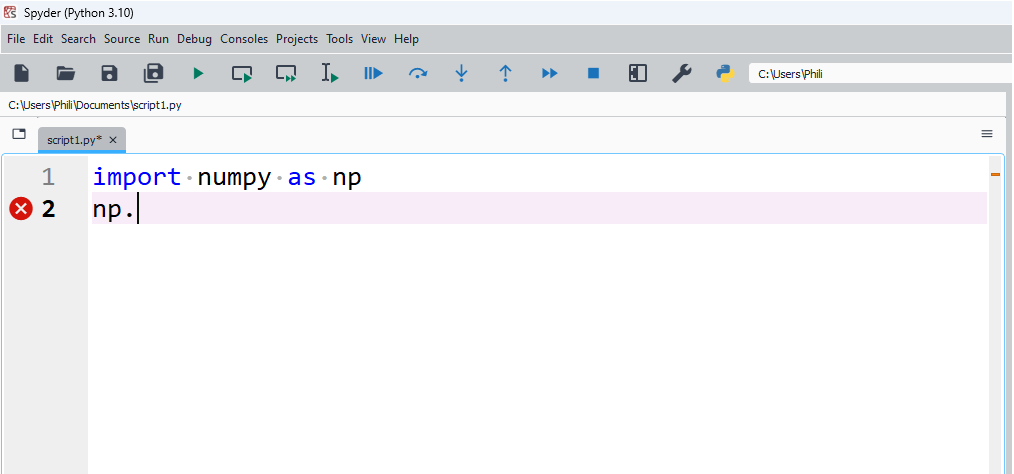 Spyder (Python 3.10)
File Edit Search Source Run Debug Consoles Projects Tools View Help
C:\Users\Phili
C:\Users\Phili\Documents\script1.py
script1.py*
1 import numpy as np
2 np.